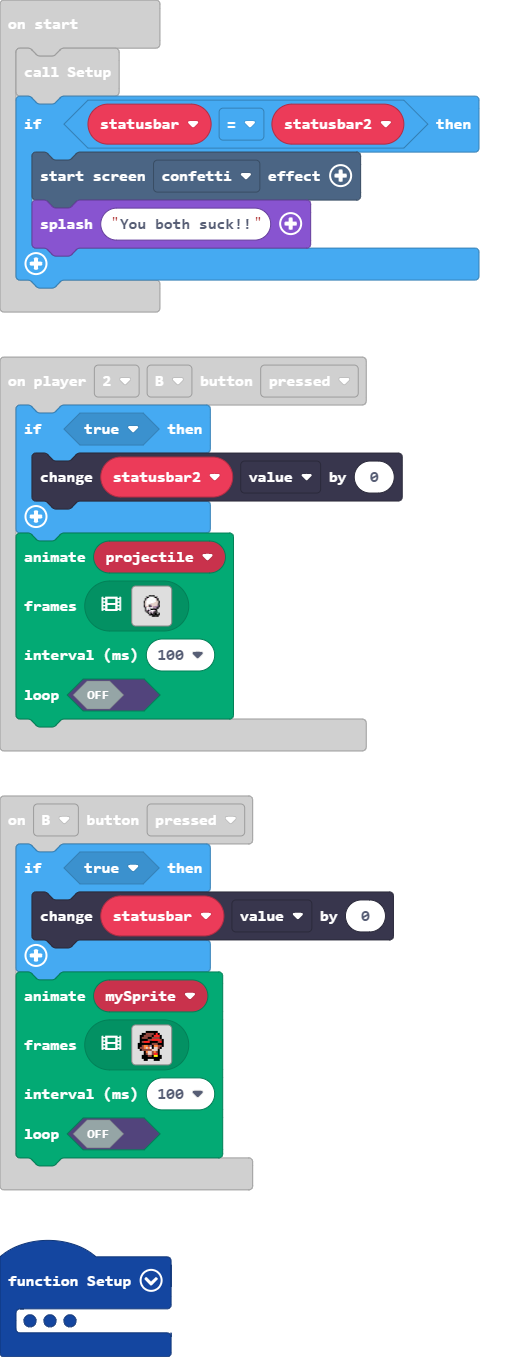 on start
call Setup
if statusbar = statusbar2 then
start screen confetti effect
splash "You both suck!!"
on player 2 B button pressed
if true then
change statusbar2 value by 0
animate projectile
frames
interval (ms) 100
loop OFF
on B button pressed
if true then
change statusbar value by 0
animate mySprite
frames
interval (ms) 100
loop OFF
function Setup